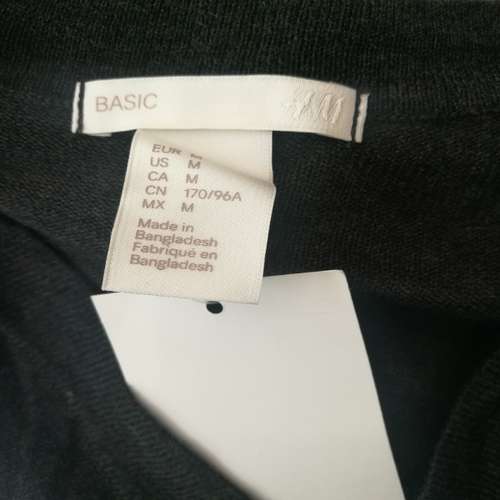 BASIC
H&M
EUR
US M
CA M
CN 170/96A
MX M
Made in
Bangladesh
Fabriqué en
Bangladesh